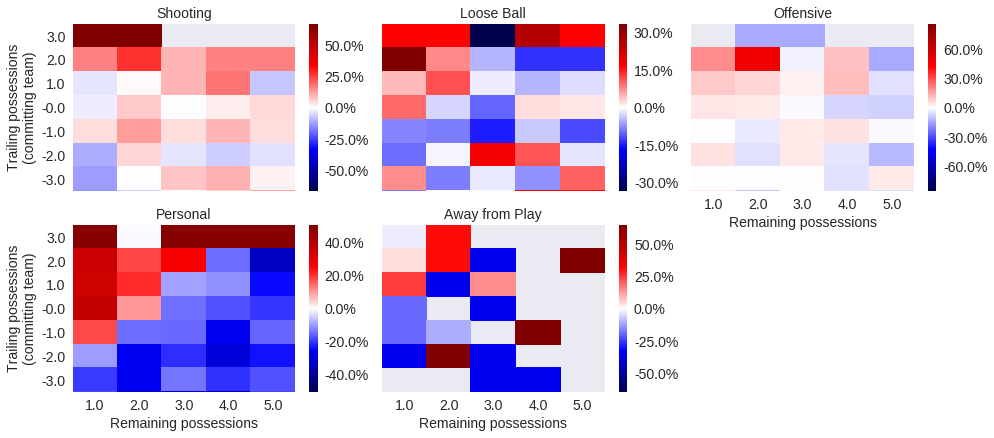 Shooting
Trailing possessions
(committing team)
3.0
2.0
1.0
-0.0
-1.0
-2.0
-3.0
50.0%
25.0%
0.0%
-25.0%
-50.0%
Loose Ball
30.0%
15.0%
0.0%
-15.0%
-30.0%
Offensive
60.0%
30.0%
0.0%
-30.0%
-60.0%
1.0 2.0 3.0 4.0 5.0
Remaining possessions
Personal
Trailing possessions
(committing team)
3.0
2.0
1.0
-0.0
-1.0
-2.0
-3.0
1.0 2.0 3.0 4.0 5.0
Remaining possessions
40.0%
20.0%
0.0%
-20.0%
-40.0%
Away from Play
1.0 2.0 3.0 4.0 5.0
Remaining possessions
50.0%
25.0%
0.0%
-25.0%
-50.0%